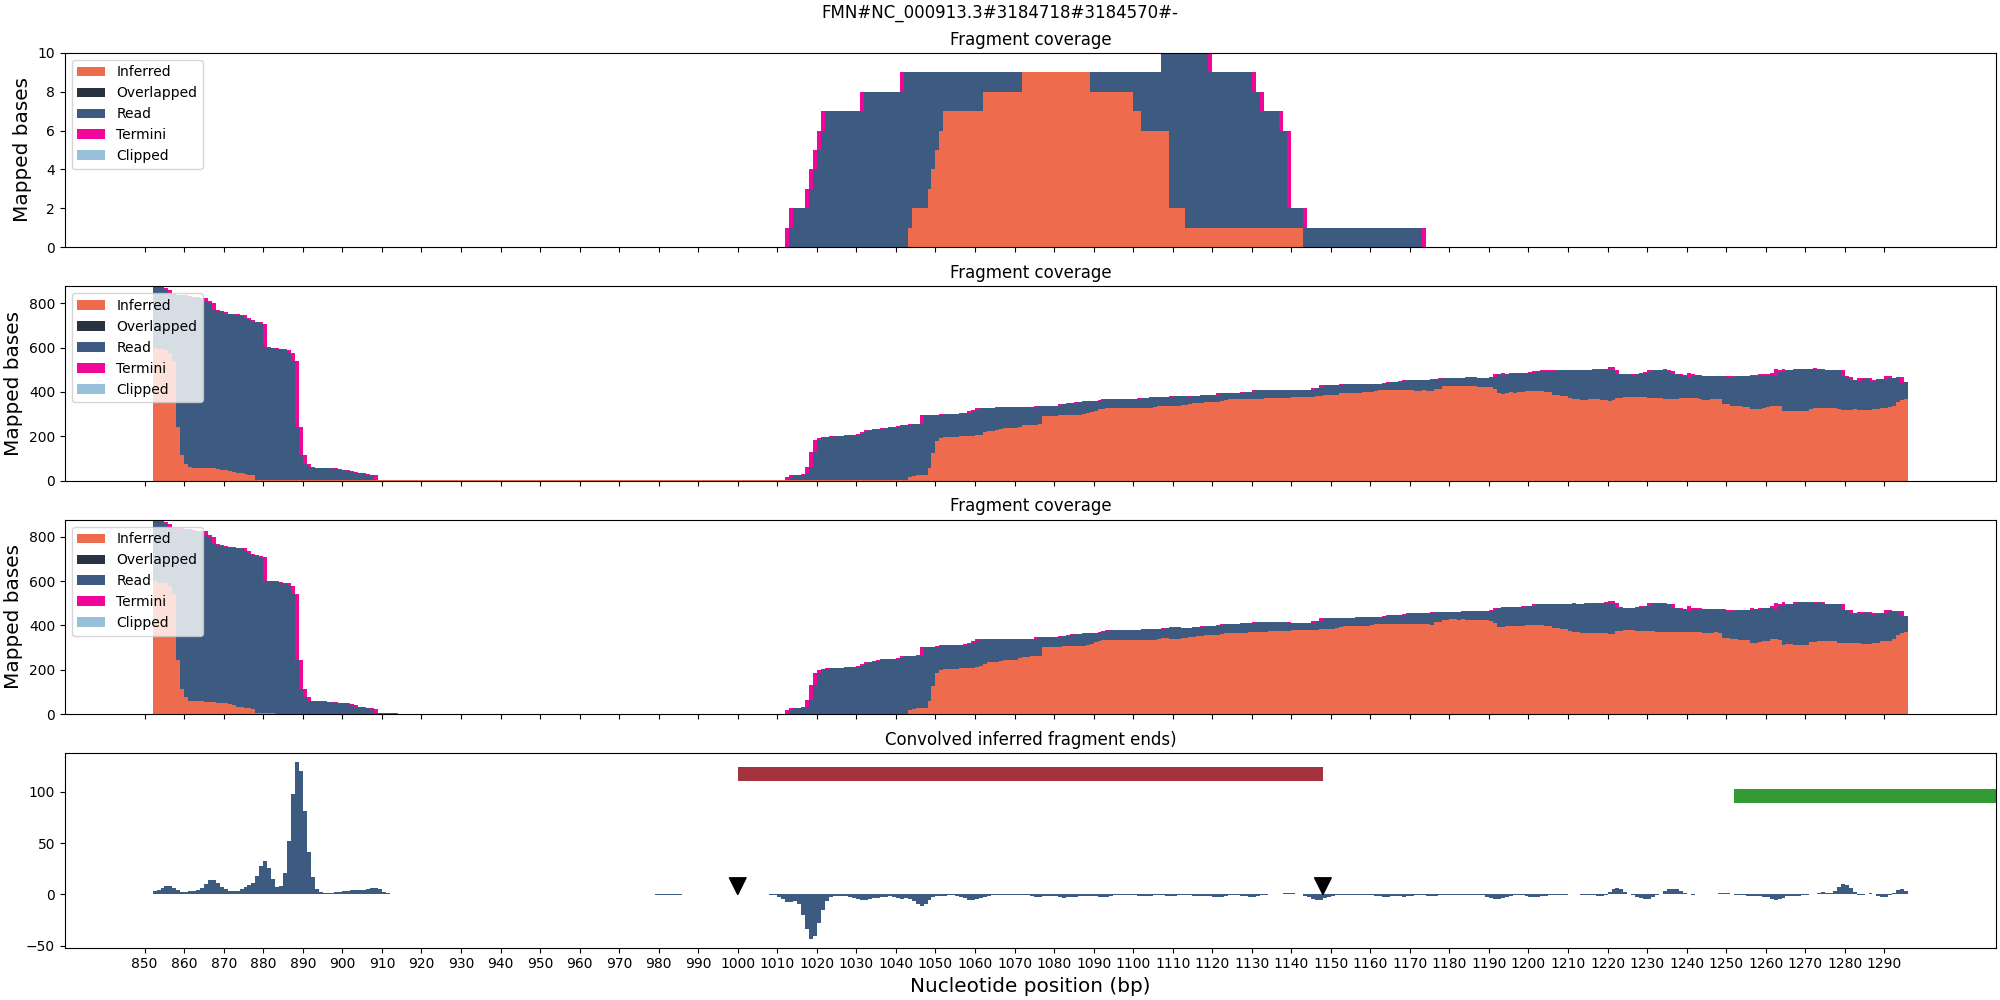 FMN#NC_000913.3#3184718#3184570#-
Fragment coverage
Mapped bases
10
8
6
4
2
0
Inferred
Overlapped
Read
Termini
Clipped
Fragment coverage
Mapped bases
800
600
400
200
0
Inferred
Overlapped
Read
Termini
Clipped
Fragment coverage
Mapped bases
800
600
400
200
0
Inferred
Overlapped
Read
Termini
Clipped
Convolved inferred fragment ends)
100
50
0
−50
850 860 870 880 890 900 910 920 930 940 950 960 970 980 990 1000 1010 1020 1030 1040 1050 1060 1070 1080 1090 1100 1110 1120 1130 1140 1150 1160 1170 1180 1190 1200 1210 1220 1230 1240 1250 1260 1270 1280 1290
Nucleotide position (bp)